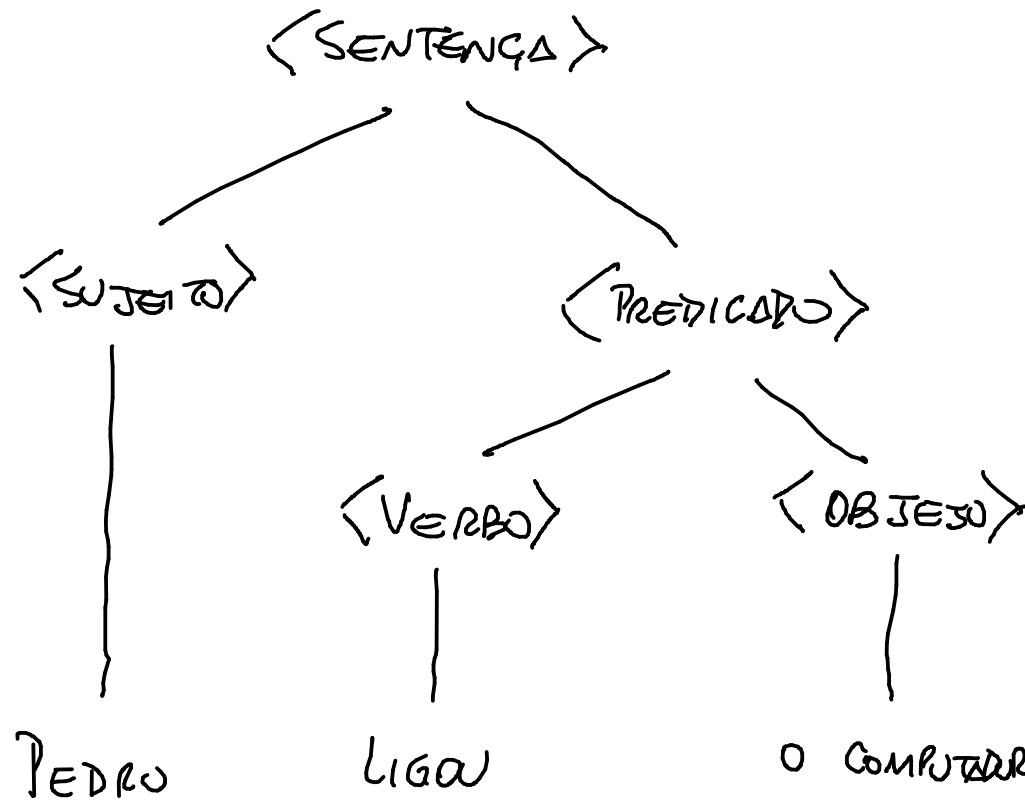 <SENTENÇA>
<SUJEITO>
<PREDICADO>
<VERBO>
<OBJETO>
PEDRO
LIGOU
O COMPUTADOR